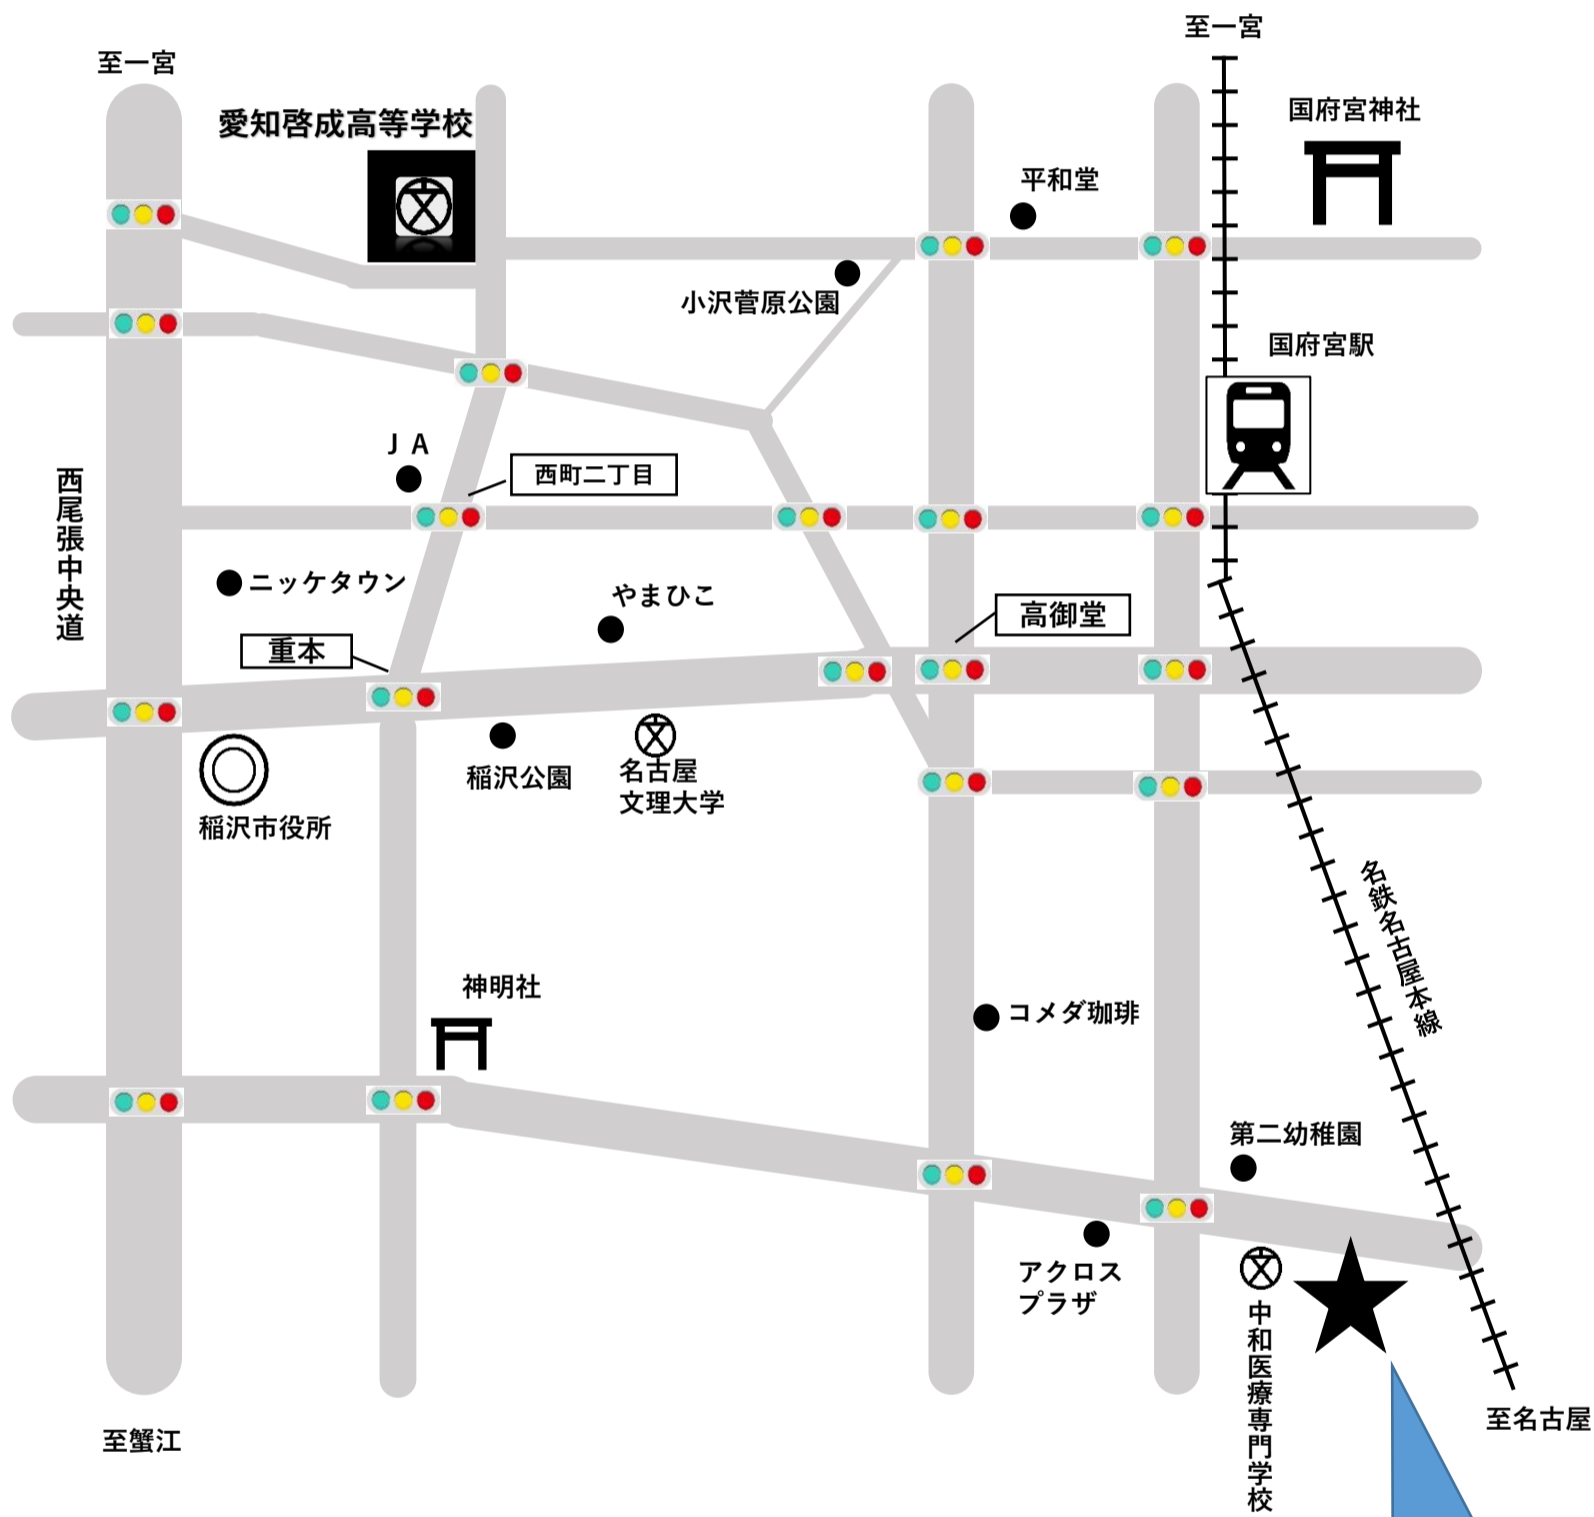 至一宮
至一宮
愛知啓成高等学校
国府宮神社
平和堂
小沢菅原公園
国府宮駅
ＪＡ
西町二丁目
西尾張中央道
ニッケタウン
やまひこ
高御堂
重本
稲沢公園
名古屋
文理大学
稲沢市役所
名鉄名古屋本線
神明社
コメダ珈琲
第二幼稚園
アクロス
プラザ
中和医療専門学校
至名古屋
至蟹江